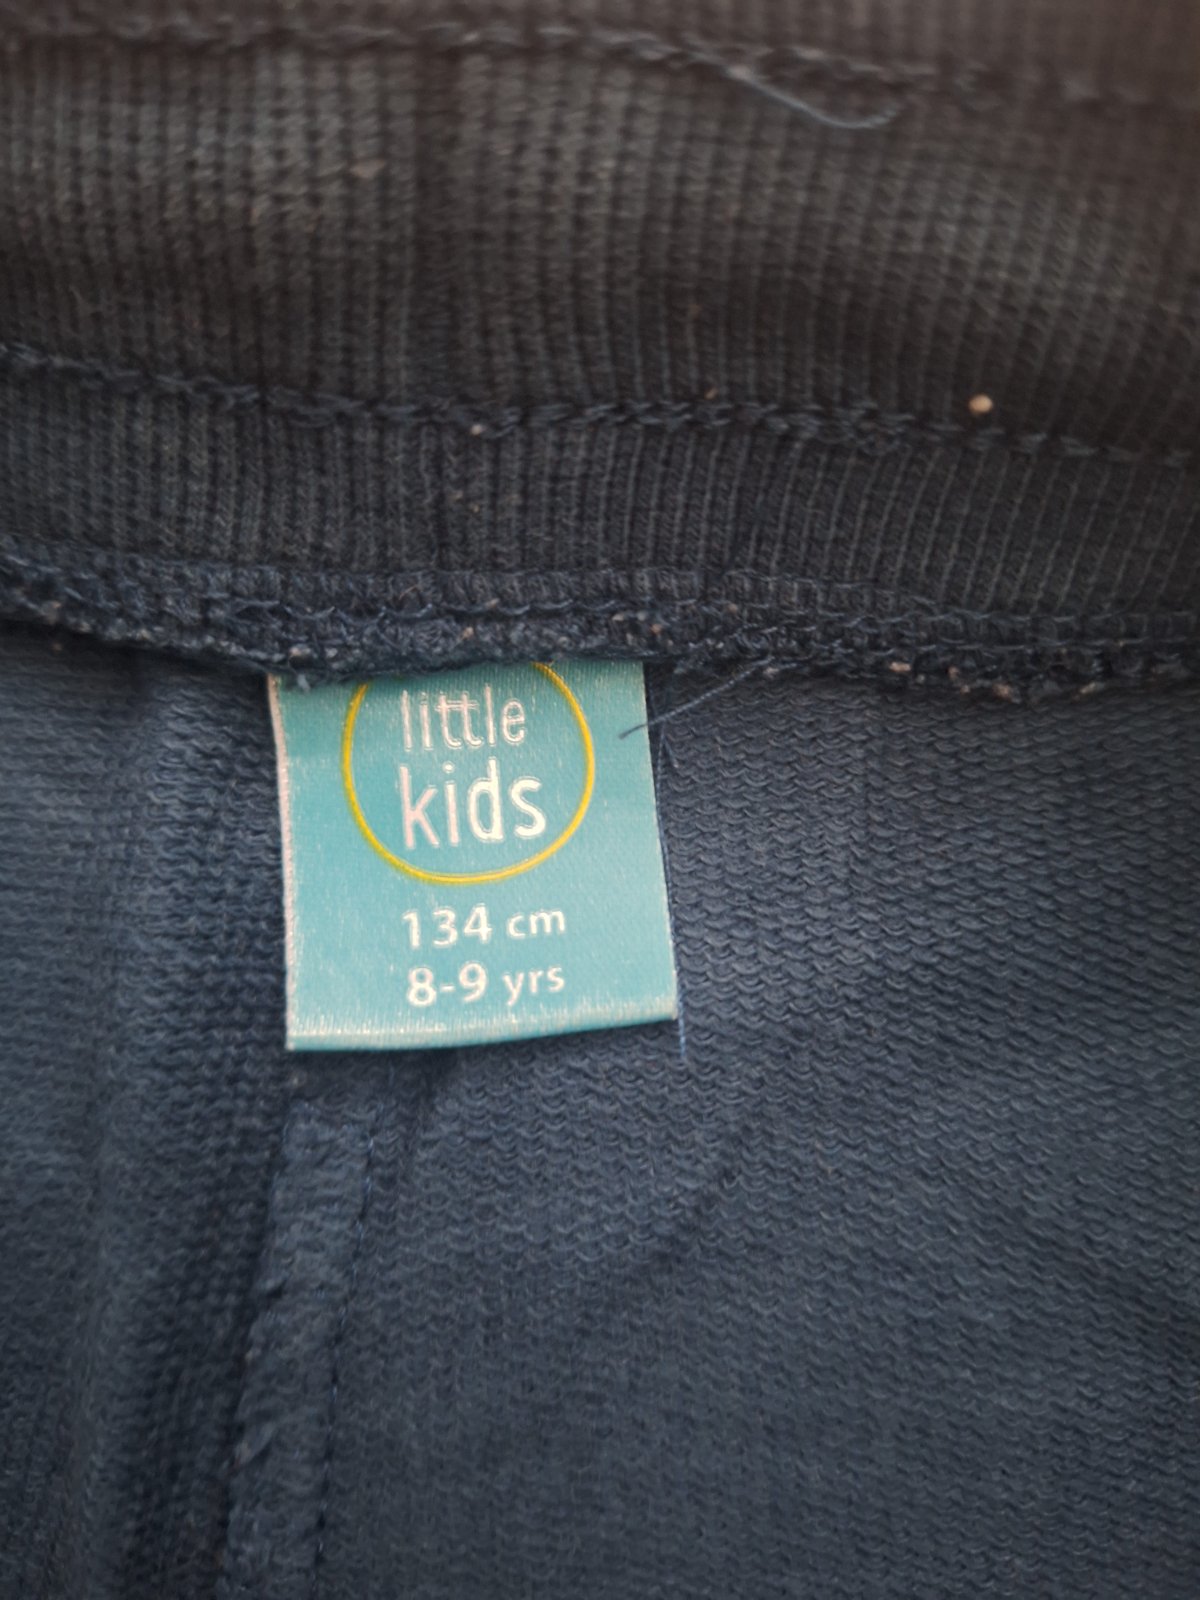 little
kids
134 cm
8-9 yrs